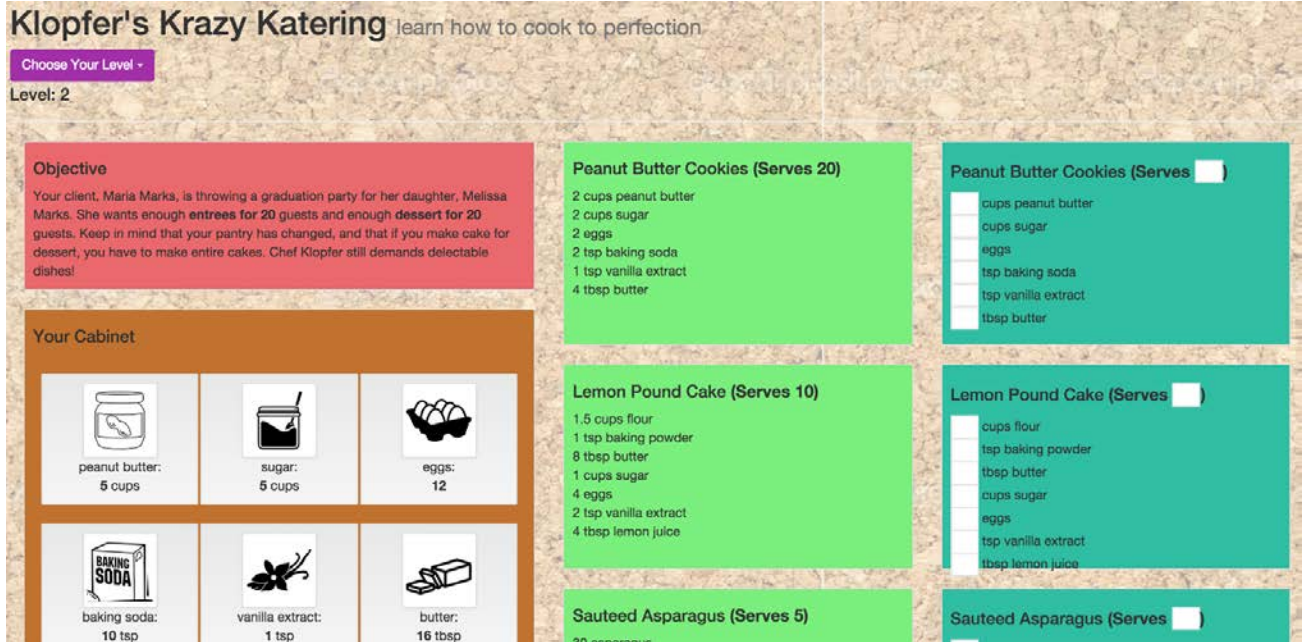 Klopfer's Krazy Katering learn how to cook to perfection
Choose Your Level
Level: 2
Objective
Your client, Maria Marks, is throwing a graduation party for her daughter, Melissa
Marks. She wants enough entrees for 20 guests and enough dessert for 20
guests. Keep in mind that your pantry has changed, and that if you make cake for
dessert, you have to make entire cakes. Chef Klopfer still demands delectable
dishes!
Your Cabinet
peanut butter:
5 cups
sugar:
5 cups
eggs:
12
BAKING
SODA
baking soda:
10 tsp
vanilla extract:
1 tsp
butter:
16 tbsp
Peanut Butter Cookies (Serves 20)
2 cups peanut butter
2 cups sugar
2 eggs
2 tsp baking soda
1 tsp vanilla extract
4 tbsp butter
Lemon Pound Cake (Serves 10)
1.5 cups flour
1 tsp baking powder
8 tbsp butter
1 cups sugar
4 eggs
2 tsp vanilla extract
4 tbsp lemon juice
Sauteed Asparagus (Serves 5)
Peanut Butter Cookies (Serves )
cups peanut butter
cups sugar
eggs
tsp baking soda
tsp vanilla extract
tbsp butter
Lemon Pound Cake (Serves )
cups flour
tsp baking powder
tbsp butter
cups sugar
eggs
tsp vanilla extract
tbsp lemon juice
Sauteed Asparagus (Serves )